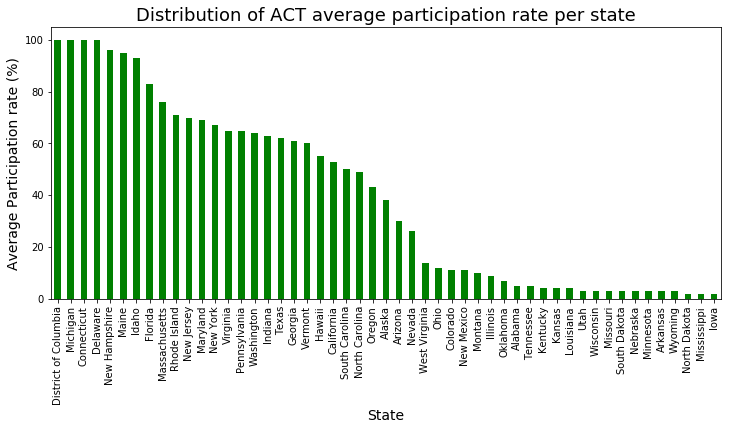 Distribution of ACT average participation rate per state
Average Participation rate (%)
100
80
60
40
20
0
District of Columbia
Michigan
Connecticut
Delaware
New Hampshire
Maine
Idaho
Florida
Massachusetts
Rhode Island
New Jersey
Maryland
New York
Virginia
Pennsylvania
Washington
Indiana
Texas
Georgia
Vermont
Hawaii
California
South Carolina
North Carolina
Oregon
Alaska
Arizona
Nevada
West Virginia
Ohio
Colorado
New Mexico
Montana
Illinois
Oklahoma
Alabama
Tennessee
Kentucky
Kansas
Louisiana
Utah
Wisconsin
Missouri
South Dakota
Nebraska
Minnesota
Arkansas
Wyoming
North Dakota
Mississippi
Iowa
State